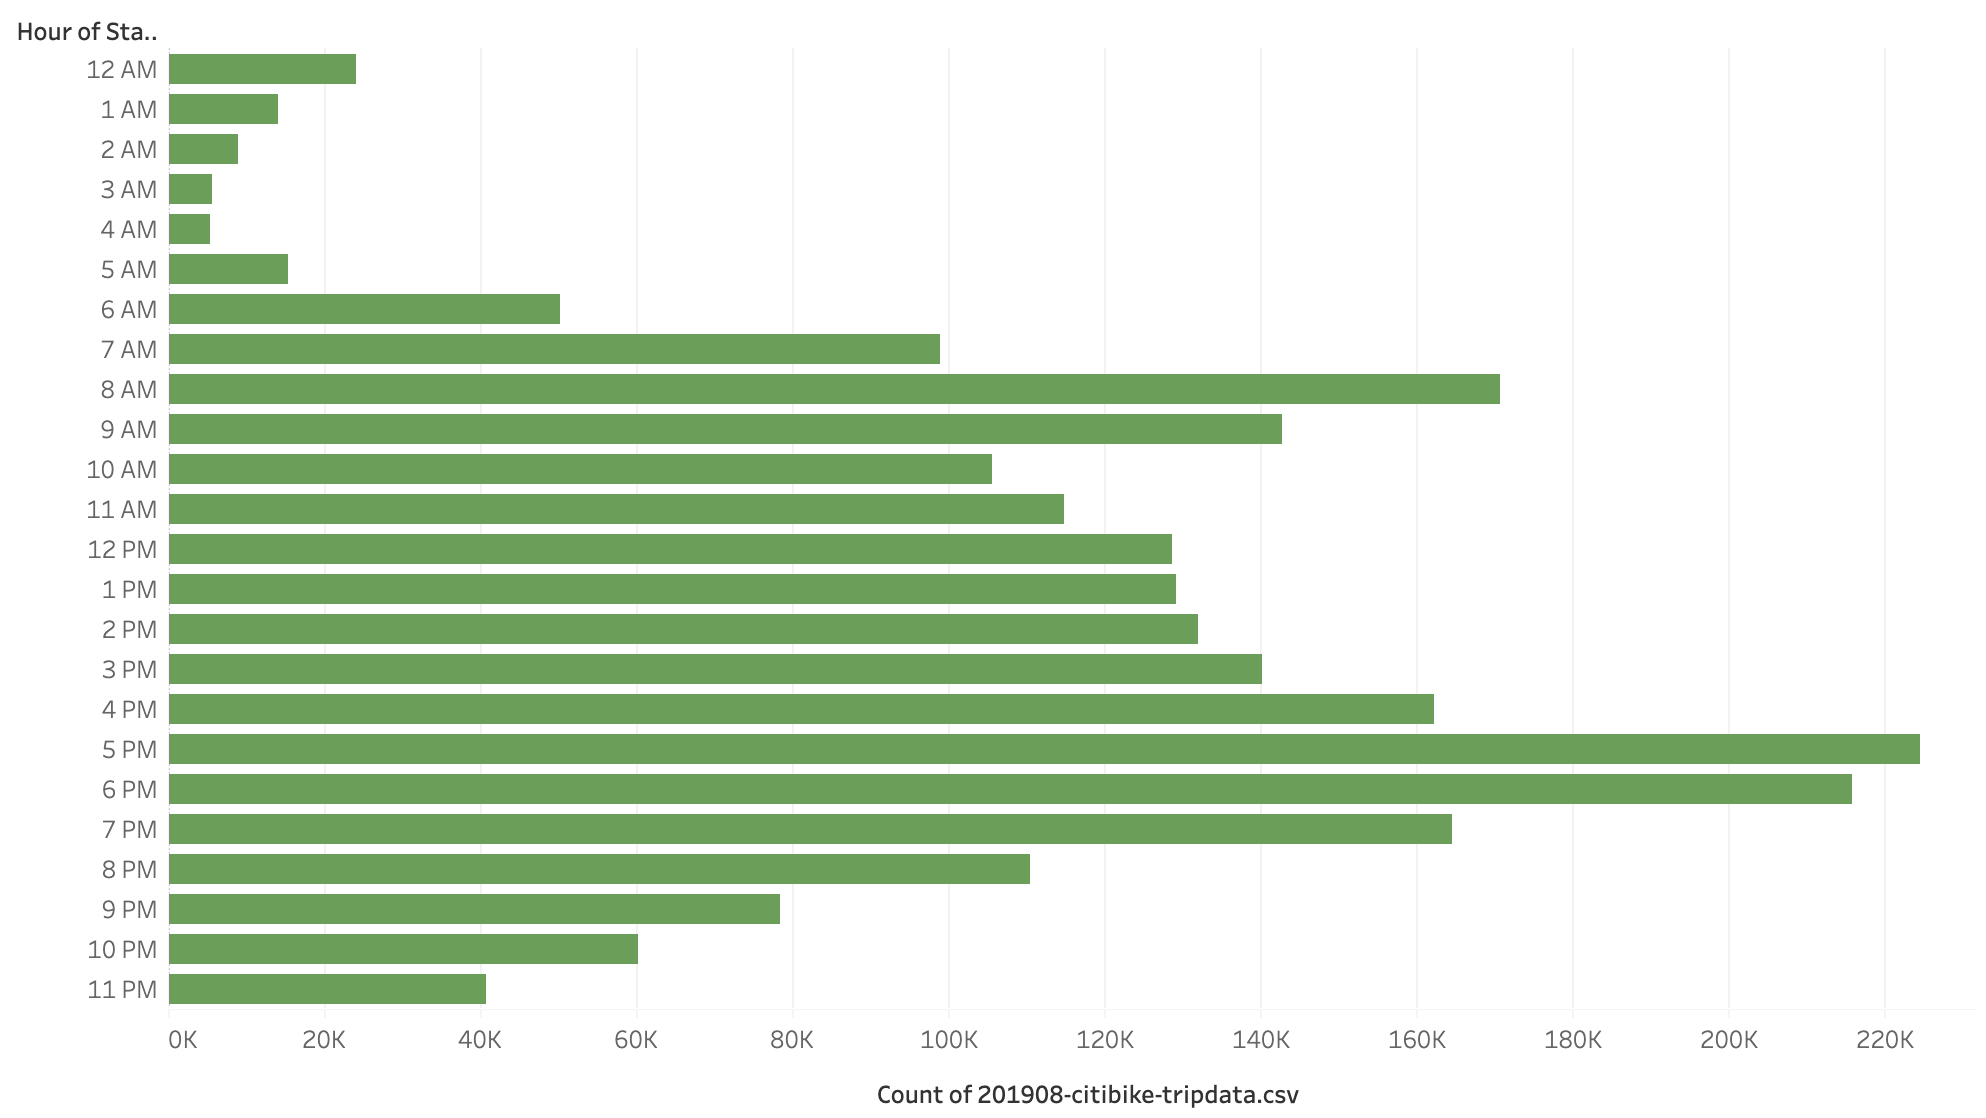 Hour of Sta..
12 AM
1 AM
2 AM
3 AM
4 AM
5 AM
6 AM
7 AM
8 AM
9 AM
10 AM
11 AM
12 PM
1 PM
2 PM
3 PM
4 PM
5 PM
6 PM
7 PM
8 PM
9 PM
10 PM
11 PM
0K 20K 40K 60K 80K 100K 120K 140K 160K 180K 200K 220K
Count of 201908-citibike-tripdata.csv